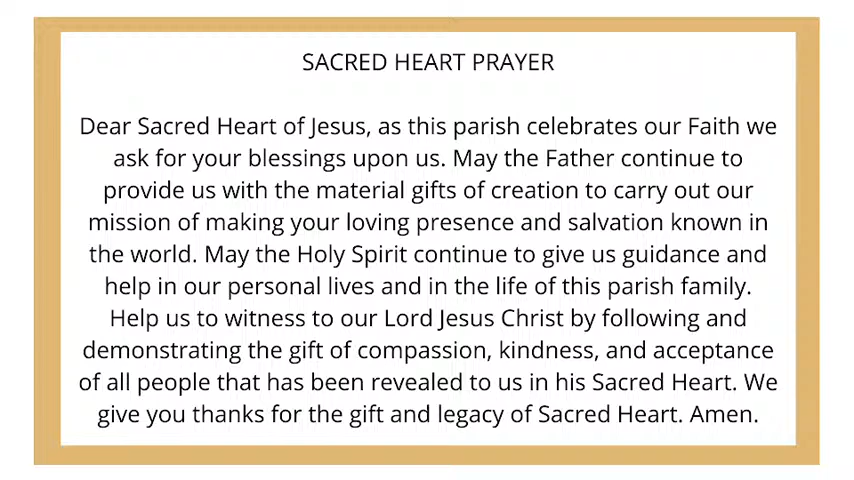 SACRED HEART PRAYER
Dear Sacred Heart of Jesus, as this parish celebrates our Faith we
ask for your blessings upon us. May the Father continue to
provide us with the material gifts of creation to carry out our
mission of making your loving presence and salvation known in
the world. May the Holy Spirit continue to give us guidance and
help in our personal lives and in the life of this parish family.
Help us to witness to our Lord Jesus Christ by following and
demonstrating the gift of compassion, kindness, and acceptance
of all people that has been revealed to us in his Sacred Heart. We
give you thanks for the gift and legacy of Sacred Heart. Amen.